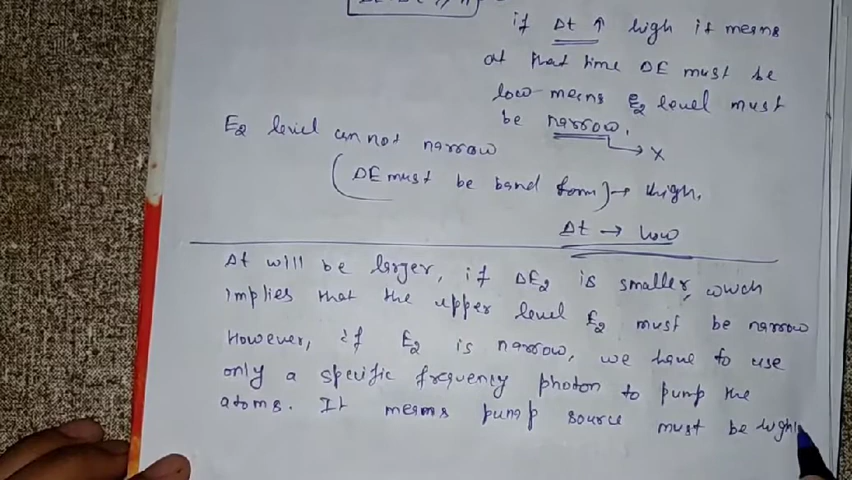 if Δt ↑ high it means
at that time ΔE must be
low means E2 level must
be narrow.
→ x
E2 level can not narrow
(ΔE must be band form) → high.
Δt → low
Δt will be larger, if ΔE2 is smaller, which
implies that the upper level E2 must be narrow
However, if E2 is narrow, we have to use
only a specific frequency photon to pump the
atoms. It means pump source must be highl